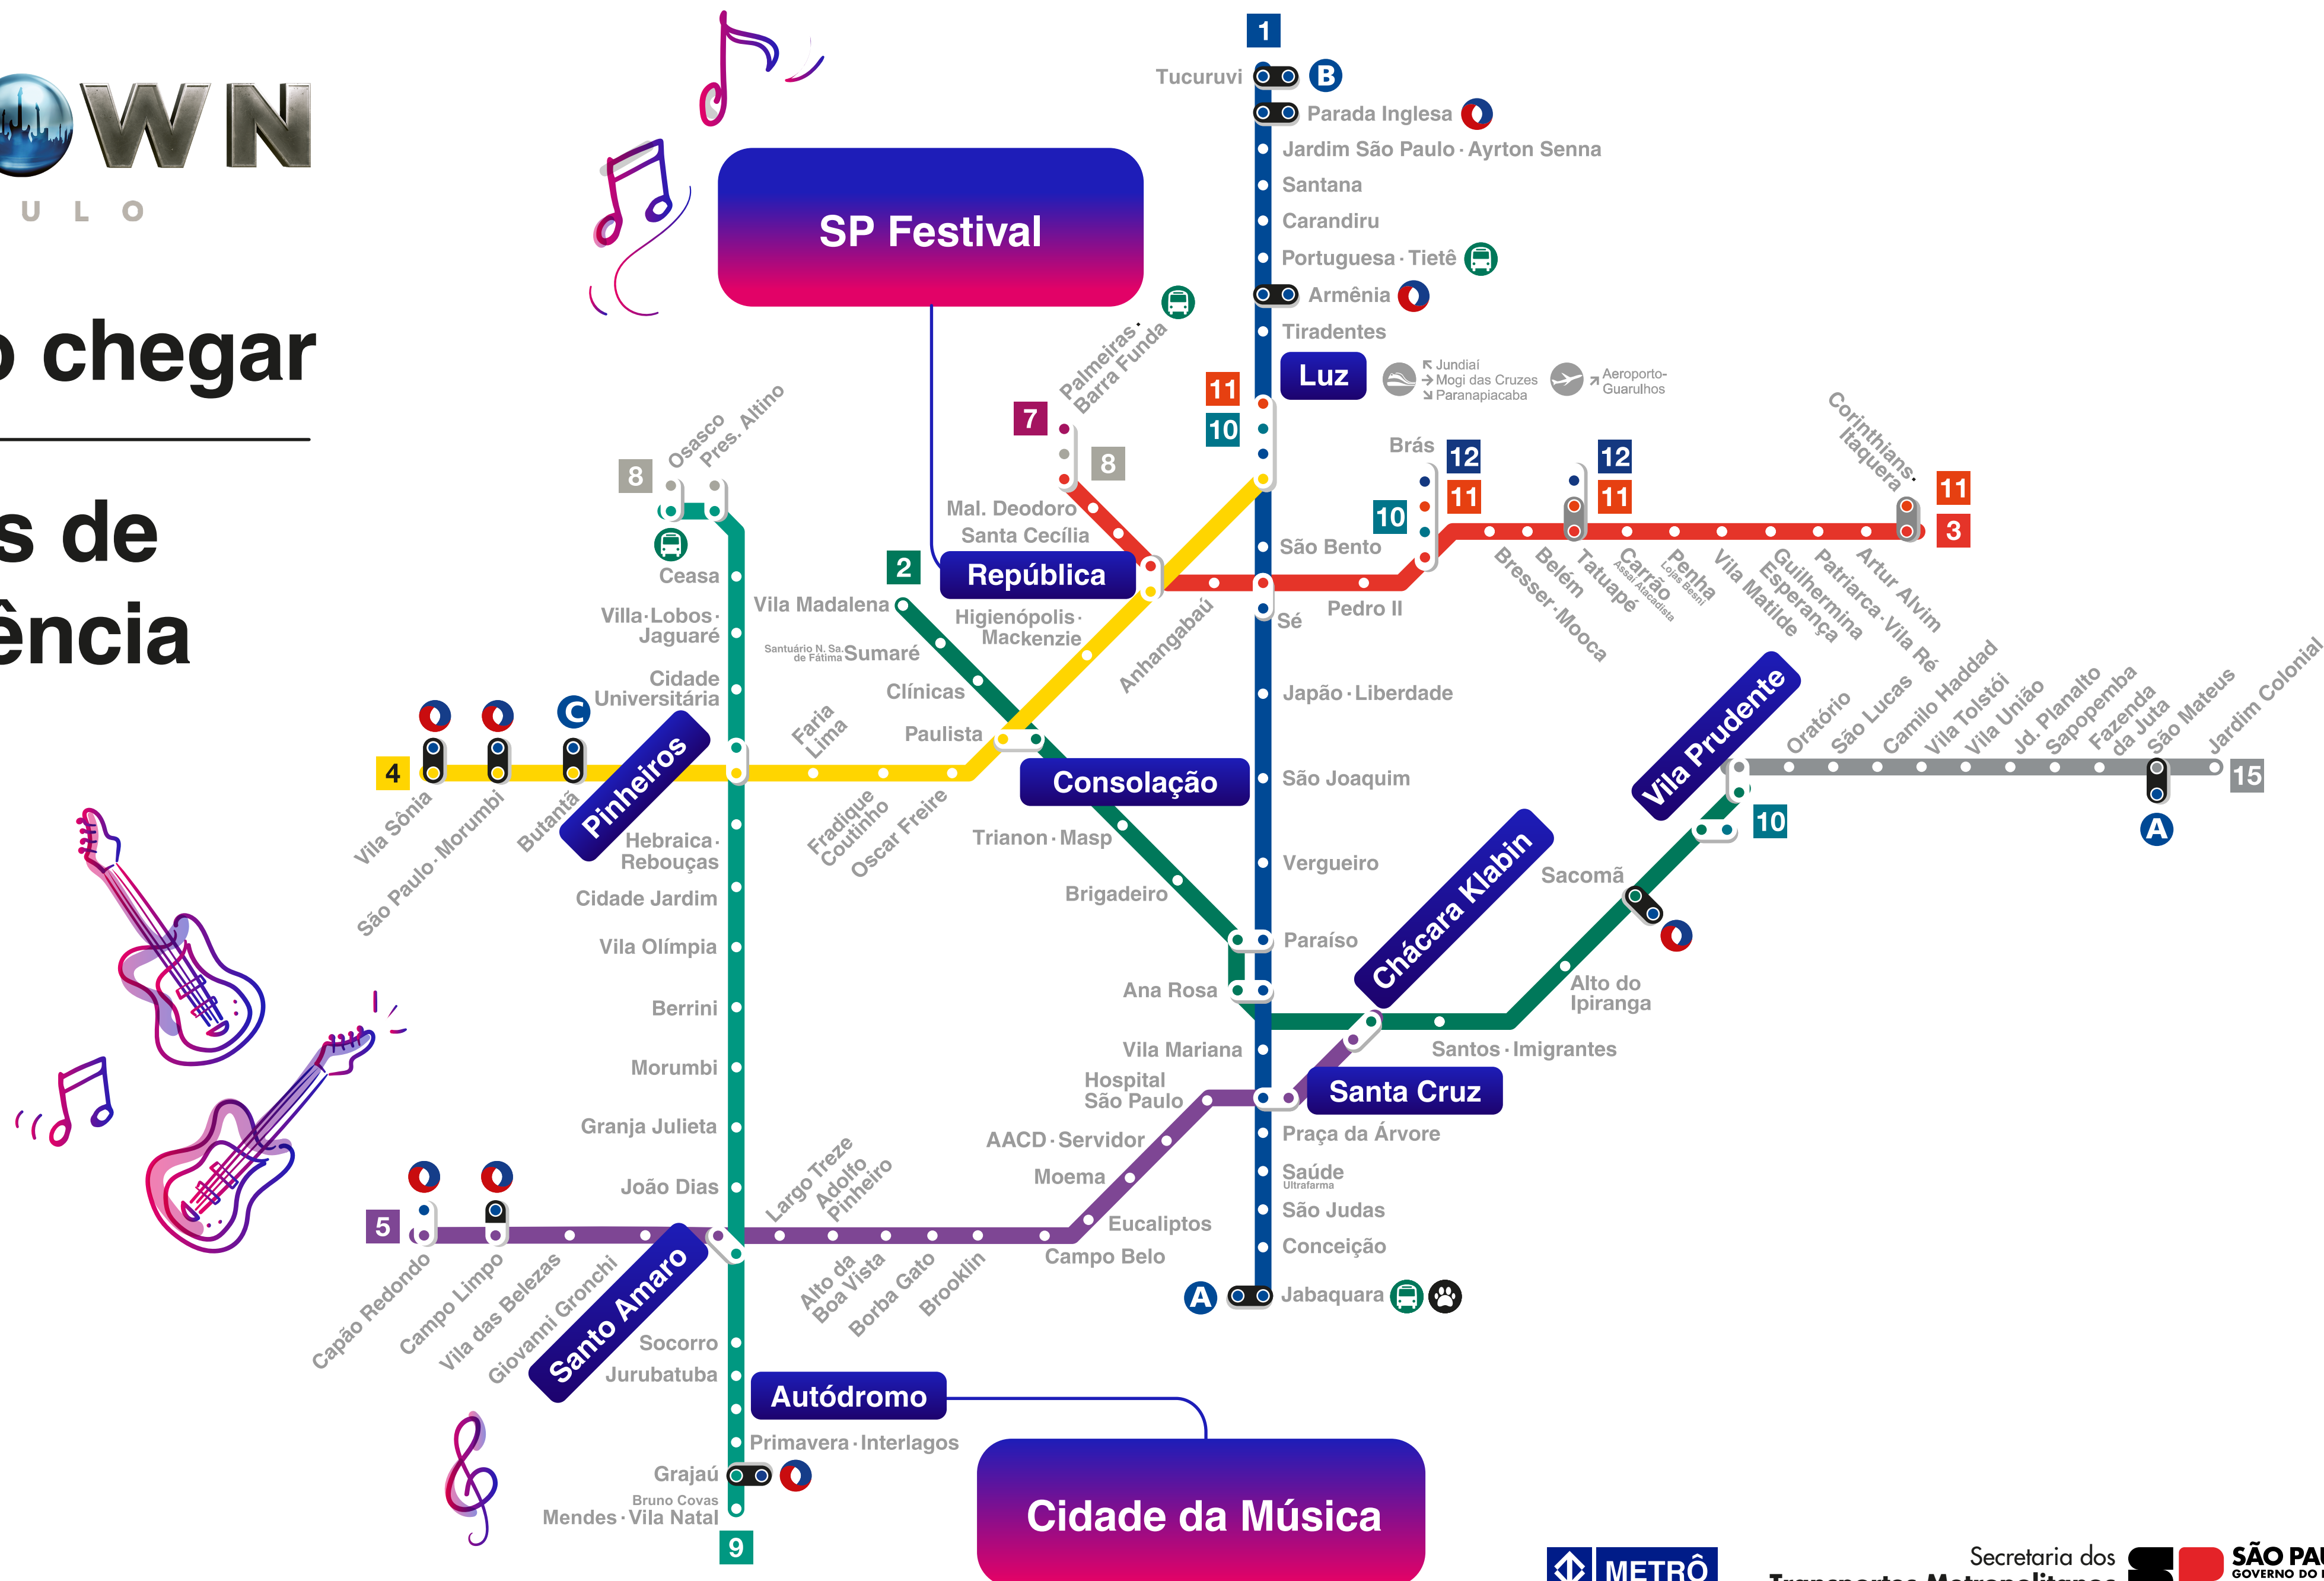 OWN
ULO
o chegar
s de
ência
SP Festival
1
Tucuruvi
B
Parada Inglesa
Jardim São Paulo · Ayrton Senna
Santana
Carandiru
Portuguesa · Tietê
Armênia
Tiradentes
Luz
Jundiaí
Mogi das Cruzes
Paranapiacaba
Aeroporto-
Guarulhos
11
10
Palmeiras ·
Barra Funda
7
8
Mal. Deodoro
Santa Cecília
República
Higienópolis ·
Mackenzie
Anhangabaú
São Bento
Sé
Pedro II
Brás
12
11
10
12
11
Corinthians ·
Itaquera
11
3
Bresser · Mooca
Belém
Tatuapé
Carrão
Assaí Atacadista
Penha
Lojas Besni
Vila Matilde
Guilhermina
Esperança
Patriarca · Vila Ré
Artur Alvim
8
Osasco
Pres. Altino
Ceasa
Villa-Lobos ·
Jaguaré
Cidade
Universitária
2
Vila Madalena
Santuário N. Sa.
de Fátima
Sumaré
Clínicas
Paulista
Consolação
Trianon · Masp
Brigadeiro
Japão · Liberdade
São Joaquim
Vergueiro
Paraíso
Ana Rosa
Vila Mariana
Chácara Klabin
Santos · Imigrantes
Alto do
Ipiranga
Sacomã
Vila Prudente
10
Oratório
São Lucas
Camilo Haddad
Vila Tolstói
Vila União
Jd. Planalto
Sapopemba
Fazenda
da Juta
São Mateus
Jardim Colonial
15
A
C
4
Vila Sônia
São Paulo · Morumbi
Butantã
Pinheiros
Faria
Lima
Fradique
Coutinho
Oscar Freire
Hebraica ·
Rebouças
Cidade Jardim
Vila Olímpia
Berrini
Morumbi
Granja Julieta
João Dias
5
Capão Redondo
Campo Limpo
Vila das Belezas
Giovanni Gronchi
Santo Amaro
Largo Treze
Adolfo
Pinheiro
Alto da
Boa Vista
Borba Gato
Brooklin
Campo Belo
Eucaliptos
Moema
AACD · Servidor
Hospital
São Paulo
Santa Cruz
Praça da Árvore
Saúde
Ultrafarma
São Judas
Conceição
A
Jabaquara
Socorro
Jurubatuba
Autódromo
Primavera · Interlagos
Grajaú
Bruno Covas
Mendes · Vila Natal
9
Cidade da Música
METRÔ
Secretaria dos
Transportes Metropolitanos
SÃO PAU
GOVERNO DO